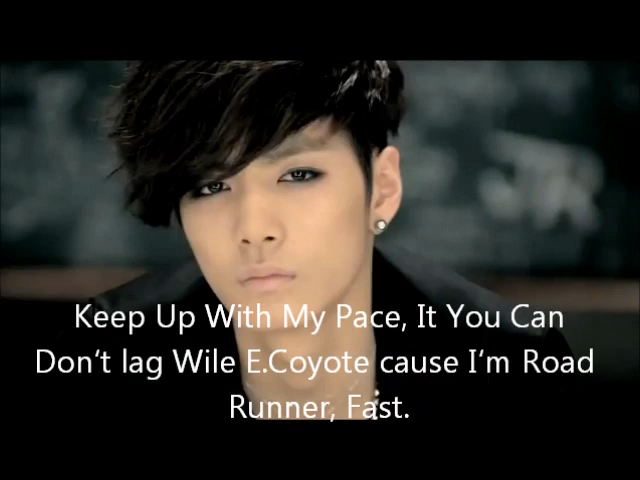 Keep Up With My Pace, It You Can
Don't lag Wile E.Coyote cause I'm Road
Runner, Fast.